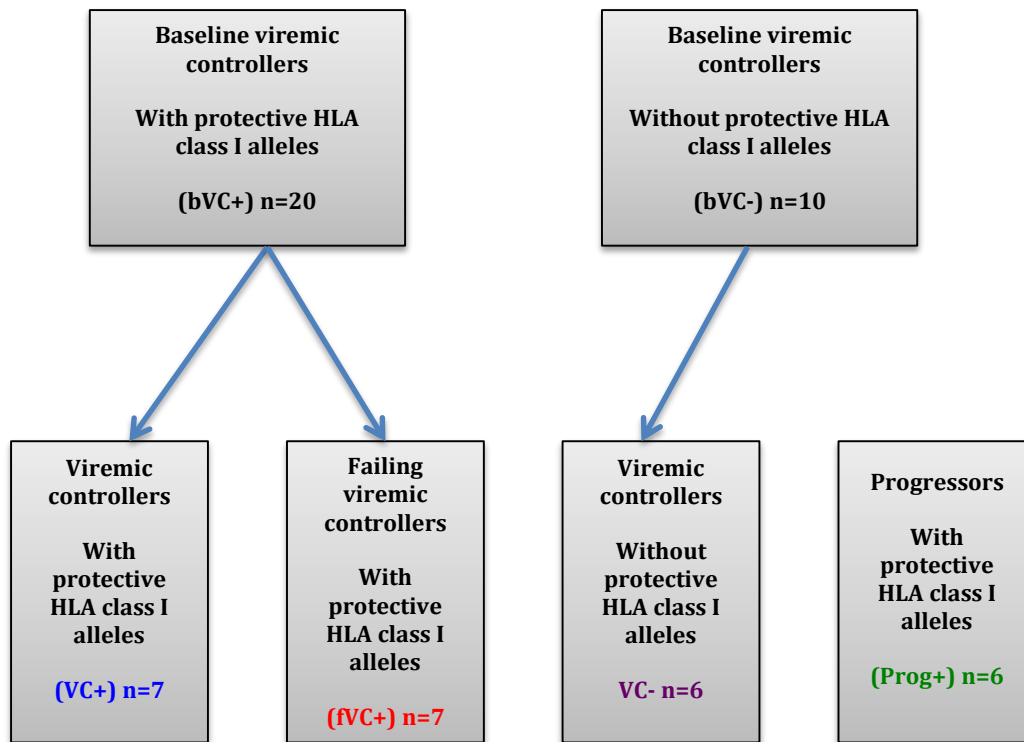 Baseline viremic
controllers
With protective HLA
class I alleles
(bVC+) n=20
Baseline viremic
controllers
Without protective HLA
class I alleles
(bVC-) n=10
Viremic
controllers
With
protective
HLA class I
alleles
(VC+) n=7
Failing
viremic
controllers
With
protective
HLA class I
alleles
(fVC+) n=7
Viremic
controllers
Without
protective
HLA class I
alleles
VC- n=6
Progressors
With
protective
HLA class I
alleles
(Prog+) n=6